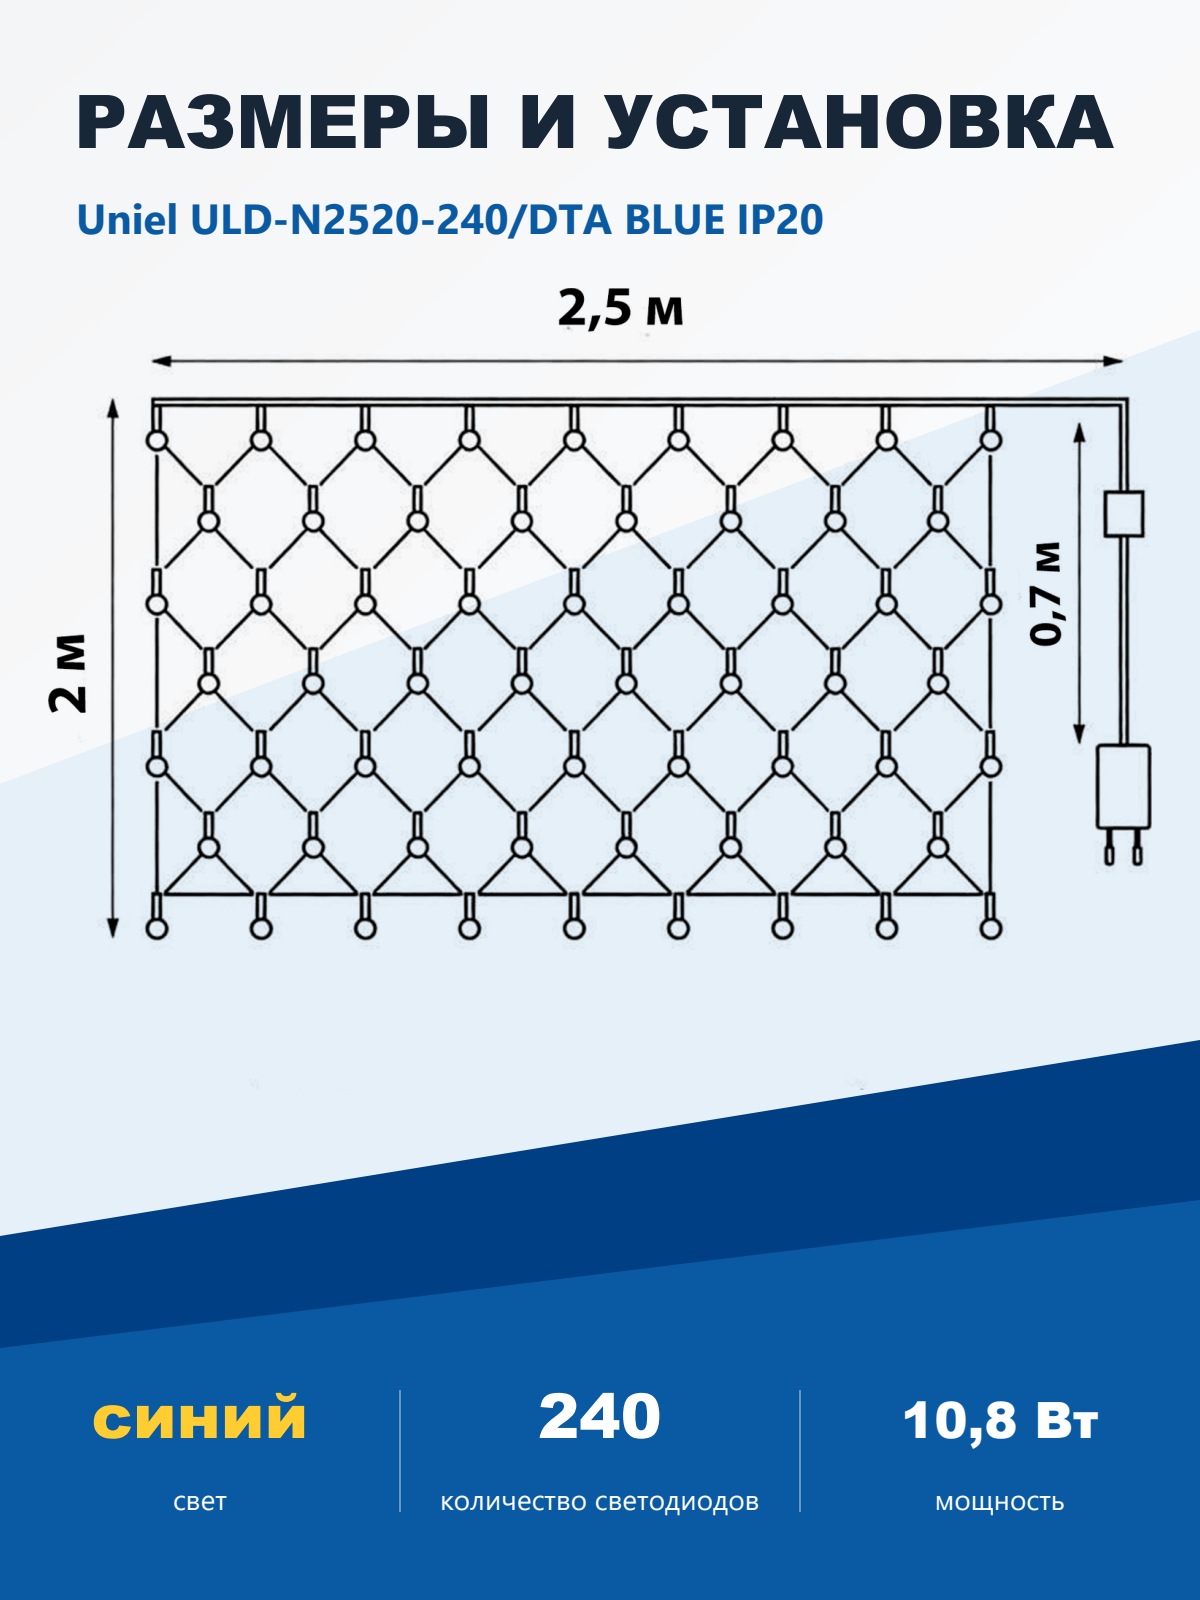 РАЗМЕРЫ И УСТАНОВКА
Uniel ULD-N2520-240/DTA BLUE IP20
2,5 м
2 м
0,7 м
синий
240
10,8 Вт
свет
количество светодиодов
мощность